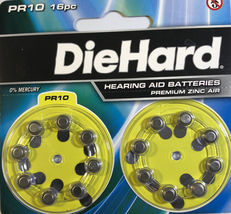 PR10 16pc
DieHard
HEARING AID BATTERIES
0% MERCURY
PREMIUM ZINC AIR
PR10